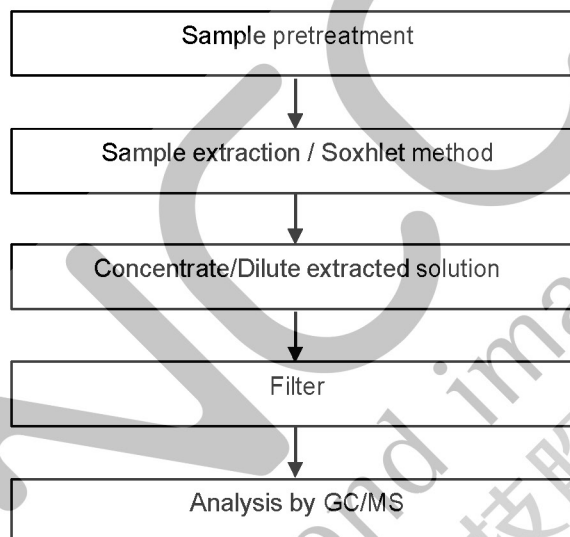 Sample pretreatment
Sample extraction / Soxhlet method
Concentrate/Dilute extracted solution
Filter
Analysis by GC/MS